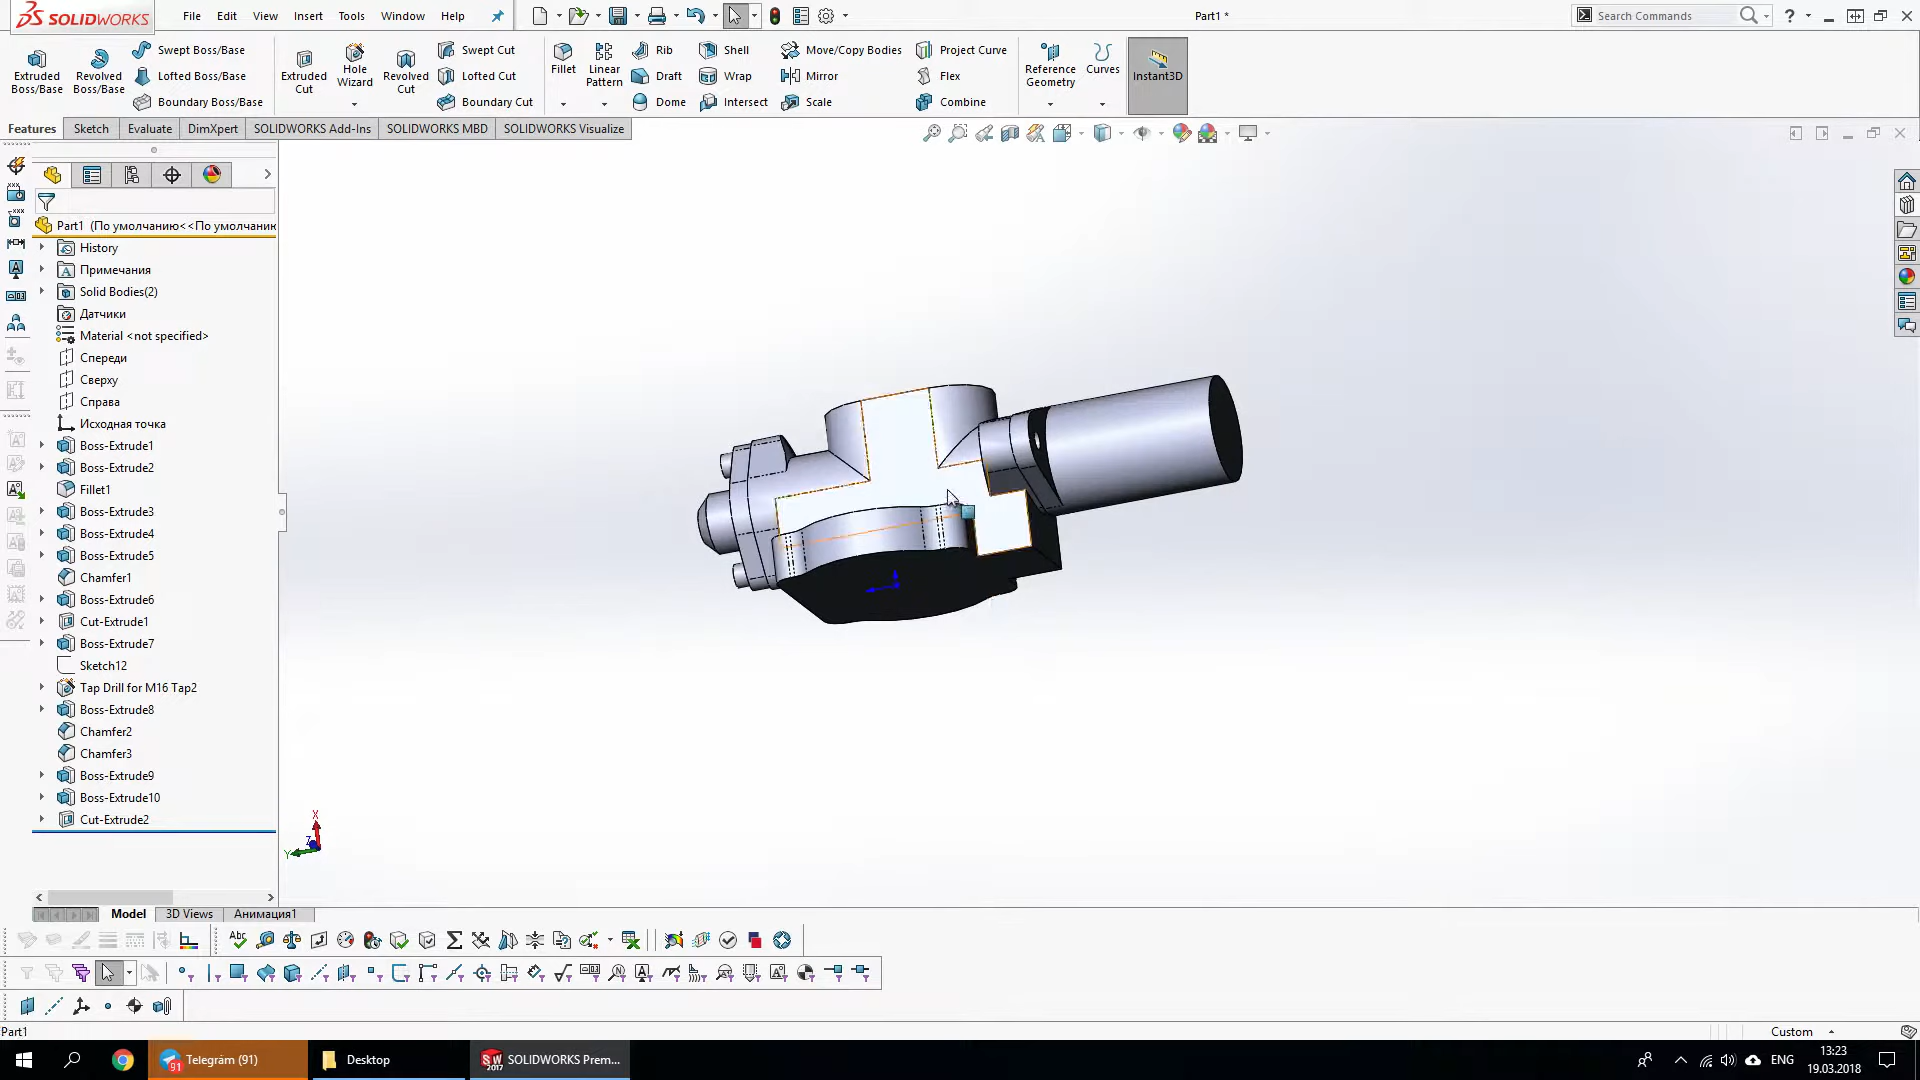 SOLIDWORKS File Edit View Insert Tools Window Help Part1 * Search Commands
Extruded Boss/Base
Revolved Boss/Base
Swept Boss/Base
Lofted Boss/Base
Boundary Boss/Base
Extruded Cut
Hole Wizard
Revolved Cut
Swept Cut
Lofted Cut
Boundary Cut
Fillet
Linear Pattern
Rib
Draft
Dome
Shell
Wrap
Intersect
Move/Copy Bodies
Mirror
Scale
Project Curve
Flex
Combine
Reference Geometry
Curves
Instant3D
Features Sketch Evaluate DimXpert SOLIDWORKS Add-Ins SOLIDWORKS MBD SOLIDWORKS Visualize
Part1 (По умолчанию<<По умолчанию
History
Примечания
Solid Bodies(2)
Датчики
Material <not specified>
Спереди
Сверху
Справа
Исходная точка
Boss-Extrude1
Boss-Extrude2
Fillet1
Boss-Extrude3
Boss-Extrude4
Boss-Extrude5
Chamfer1
Boss-Extrude6
Cut-Extrude1
Boss-Extrude7
Sketch12
Tap Drill for M16 Tap2
Boss-Extrude8
Chamfer2
Chamfer3
Boss-Extrude9
Boss-Extrude10
Cut-Extrude2
X
Y
Z
Model 3D Views Анимация1
Part1 Custom
Telegram (91) Desktop SOLIDWORKS Prem... ENG 13:23
19.03.2018